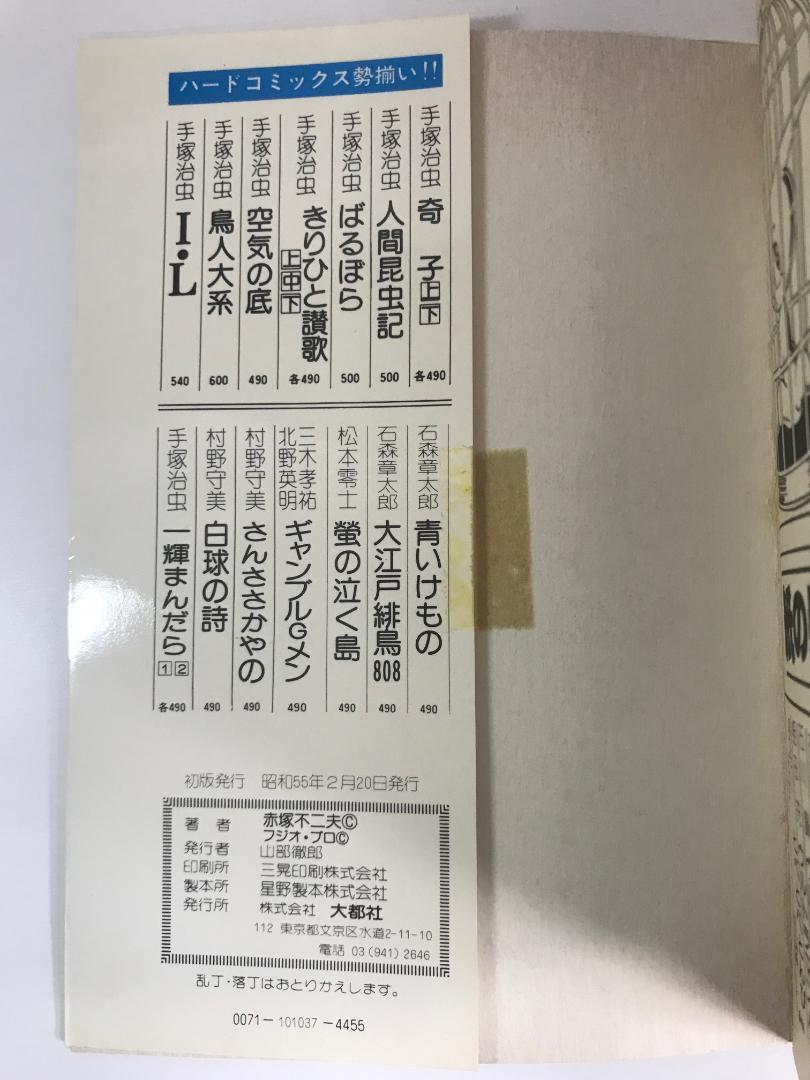 ハードコミックス勢揃い!!
手塚治虫 奇子 上下 各490
手塚治虫 人間昆虫記 500
手塚治虫 ばるぼら 500
手塚治虫 きりひと讃歌 上中下 各490
手塚治虫 空気の底 490
手塚治虫 鳥人大系 600
手塚治虫 I・L 540
石森章太郎 青いけもの 490
石森章太郎 大江戸緋鳥808 490
松本零士 螢の泣く島 490
三木孝祐 北野英明 ギャンブルGメン 490
村野守美 さんささかやの 490
村野守美 白球の詩 490
手塚治虫 一輝まんだら 1 2 各490
初版発行 昭和55年2月20日発行
著者 赤塚不二夫©
フジオ・プロ©
発行者 山部徹郎
印刷所 三晃印刷株式会社
製本所 星野製本株式会社
発行所 株式会社 大都社
112 東京都文京区水道2-11-10
電話 03(941)2646
乱丁・落丁はおとりかえします。
0071-101037-4455